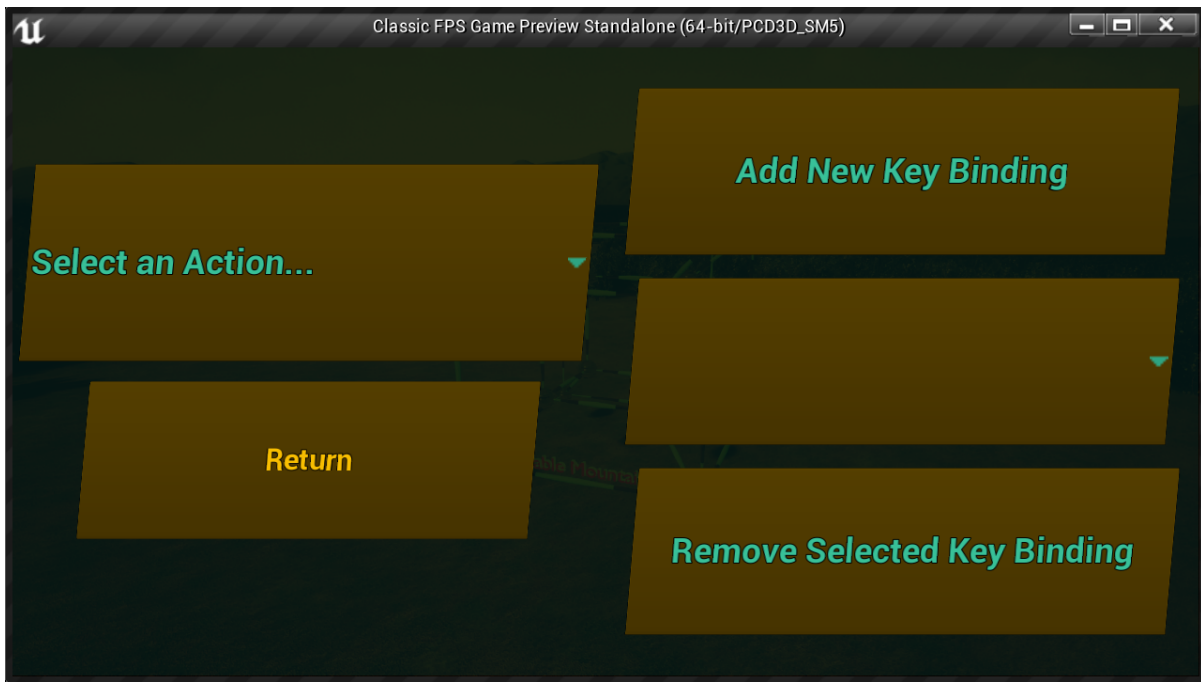 Classic FPS Game Preview Standalone (64-bit/PCD3D_SM5)
Add New Key Binding
Select an Action...
Return
Remove Selected Key Binding